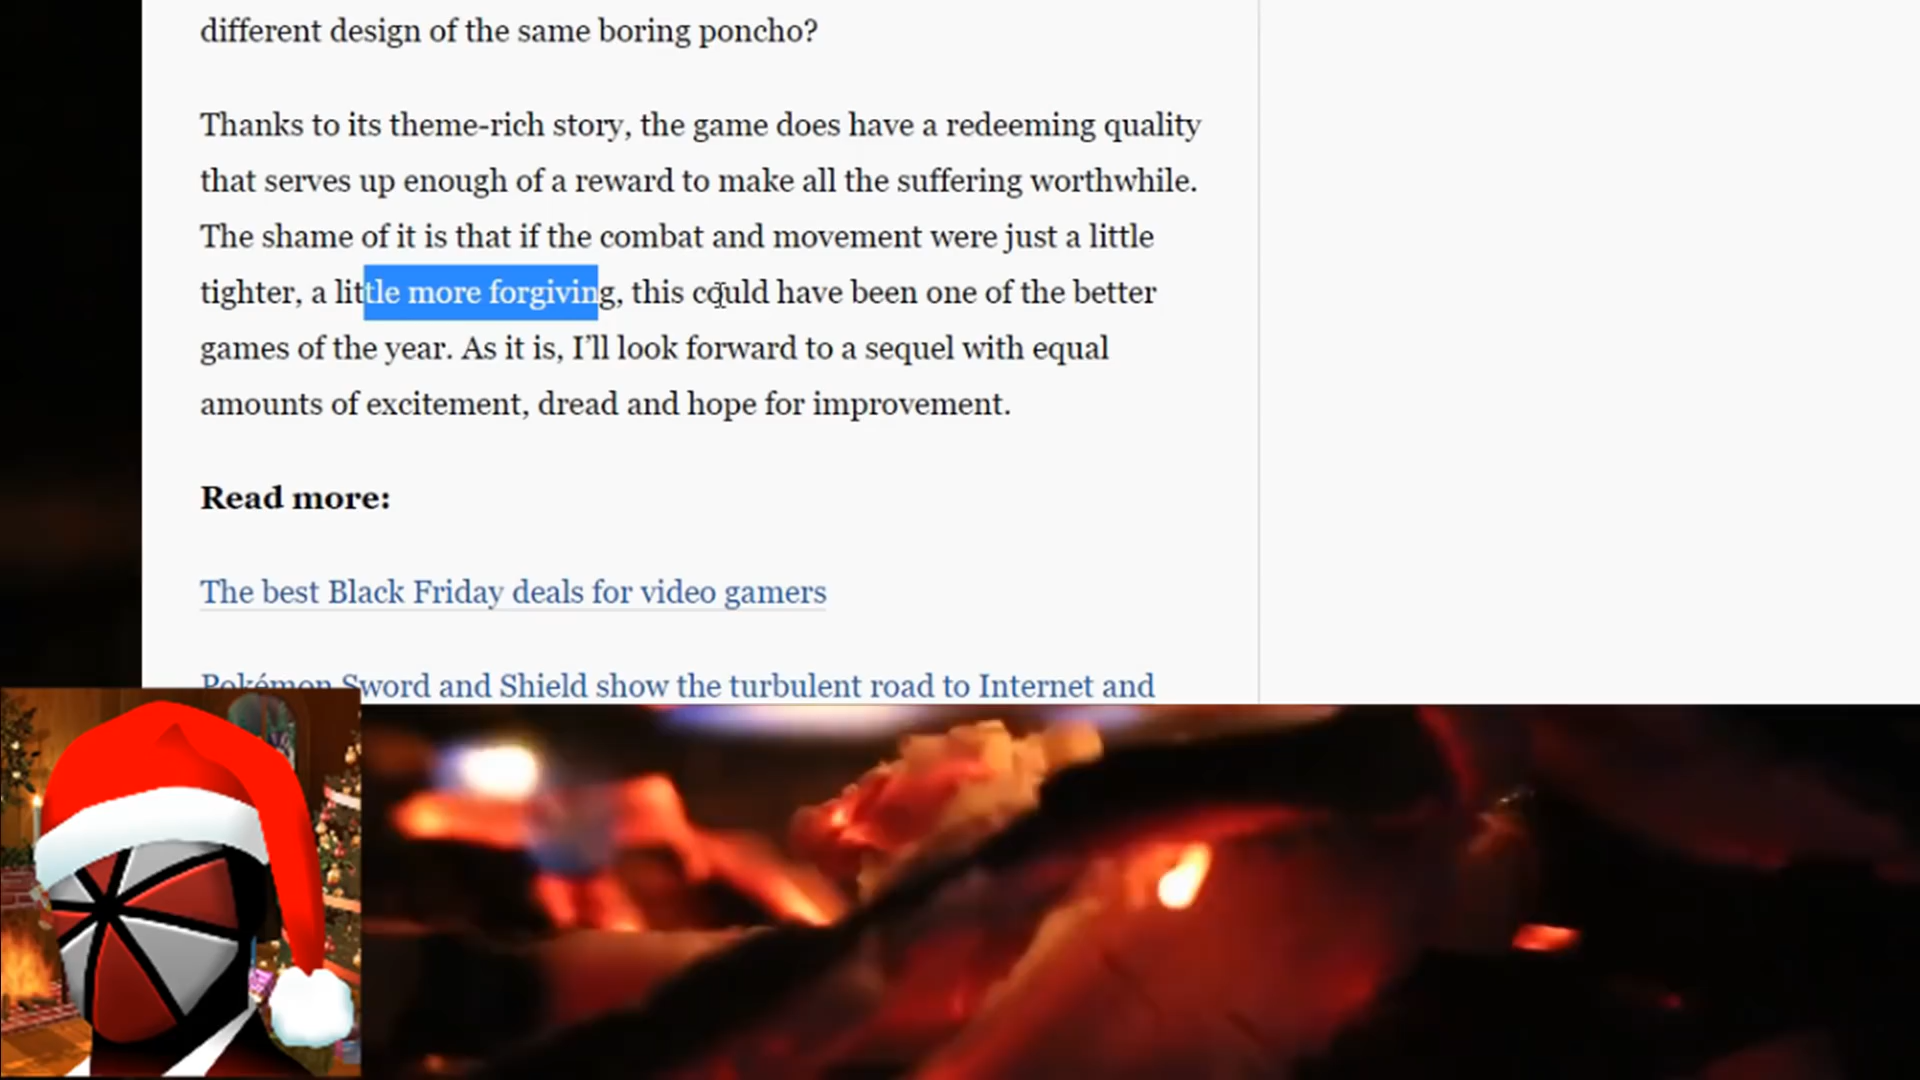 different design of the same boring poncho?
Thanks to its theme-rich story, the game does have a redeeming quality
that serves up enough of a reward to make all the suffering worthwhile.
The shame of it is that if the combat and movement were just a little
tighter, a little more forgiving, this could have been one of the better
games of the year. As it is, I’ll look forward to a sequel with equal
amounts of excitement, dread and hope for improvement.
Read more:
The best Black Friday deals for video gamers
Pokémon Sword and Shield show the turbulent road to Internet and